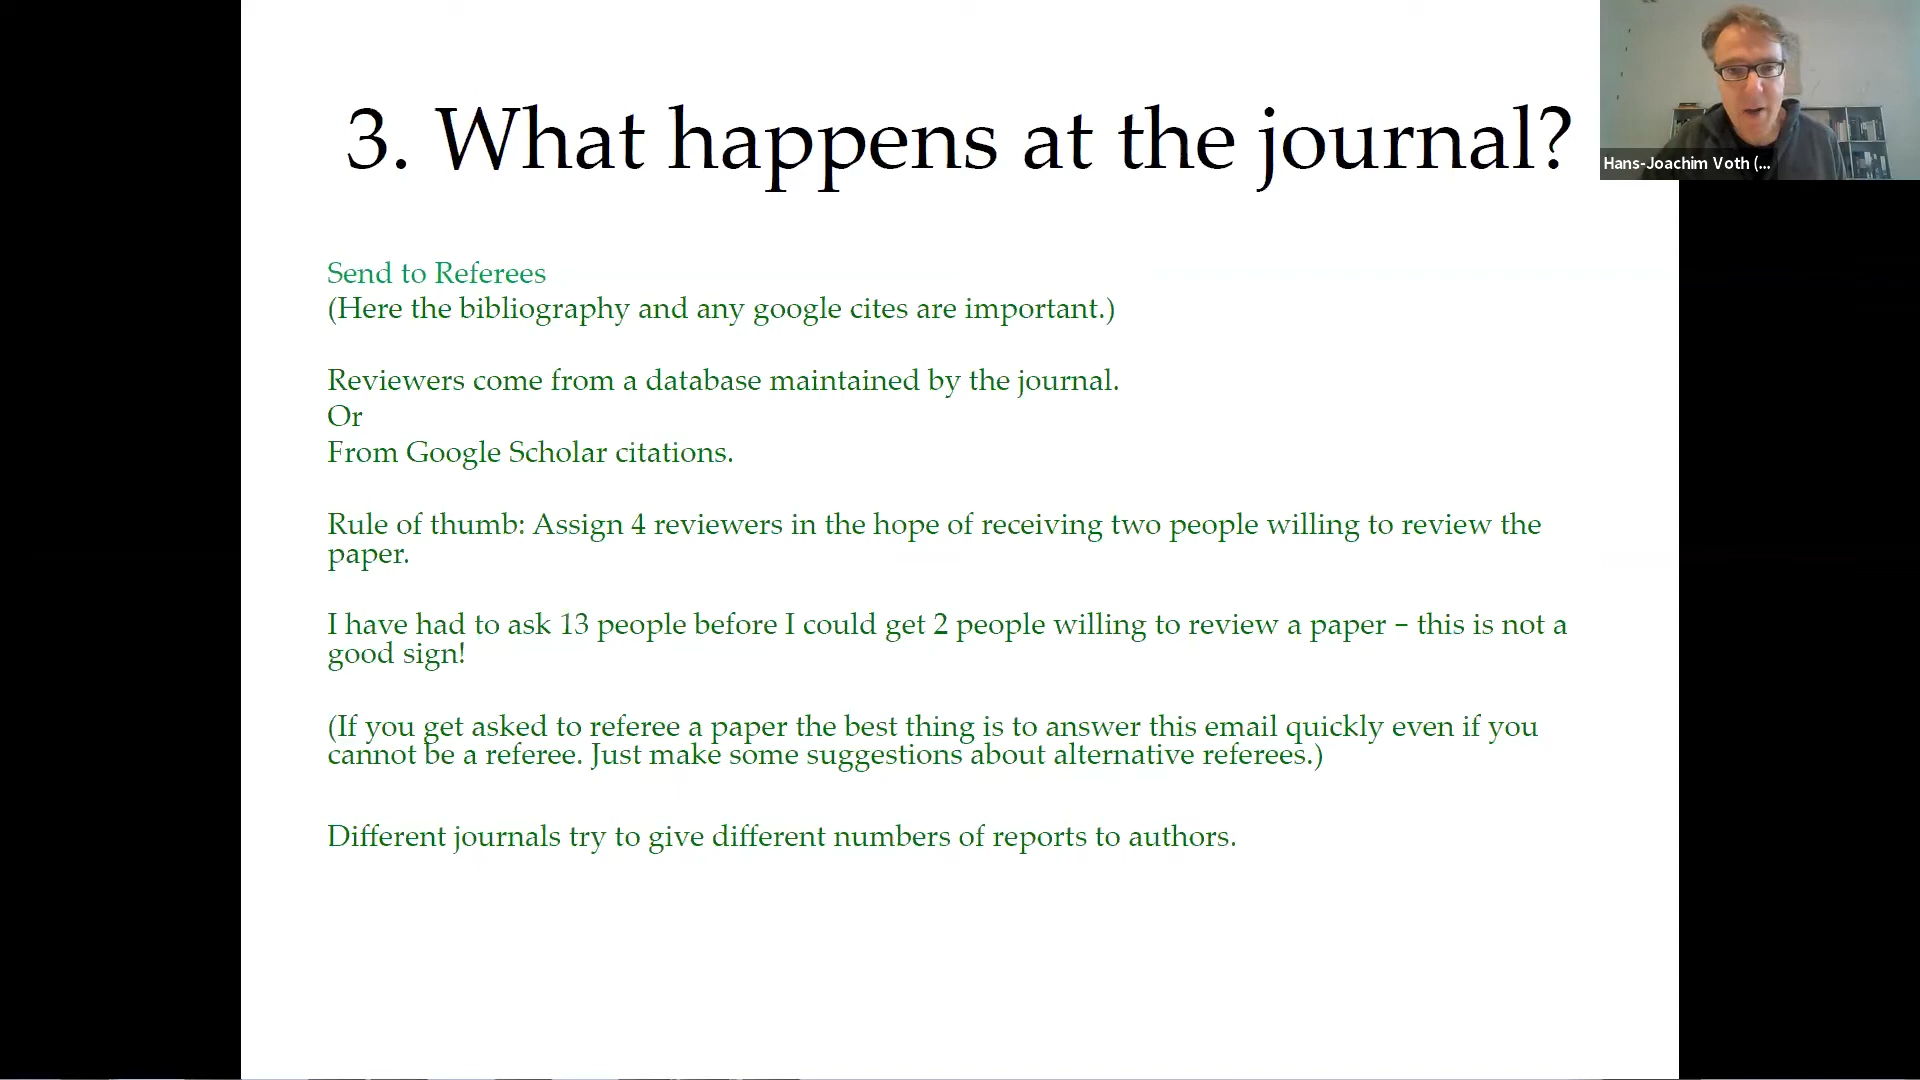 3. What happens at the journal?
Hans-Joachim Voth (...
Send to Referees
(Here the bibliography and any google cites are important.)
Reviewers come from a database maintained by the journal.
Or
From Google Scholar citations.
Rule of thumb: Assign 4 reviewers in the hope of receiving two people willing to review the
paper.
I have had to ask 13 people before I could get 2 people willing to review a paper – this is not a
good sign!
(If you get asked to referee a paper the best thing is to answer this email quickly even if you
cannot be a referee. Just make some suggestions about alternative referees.)
Different journals try to give different numbers of reports to authors.